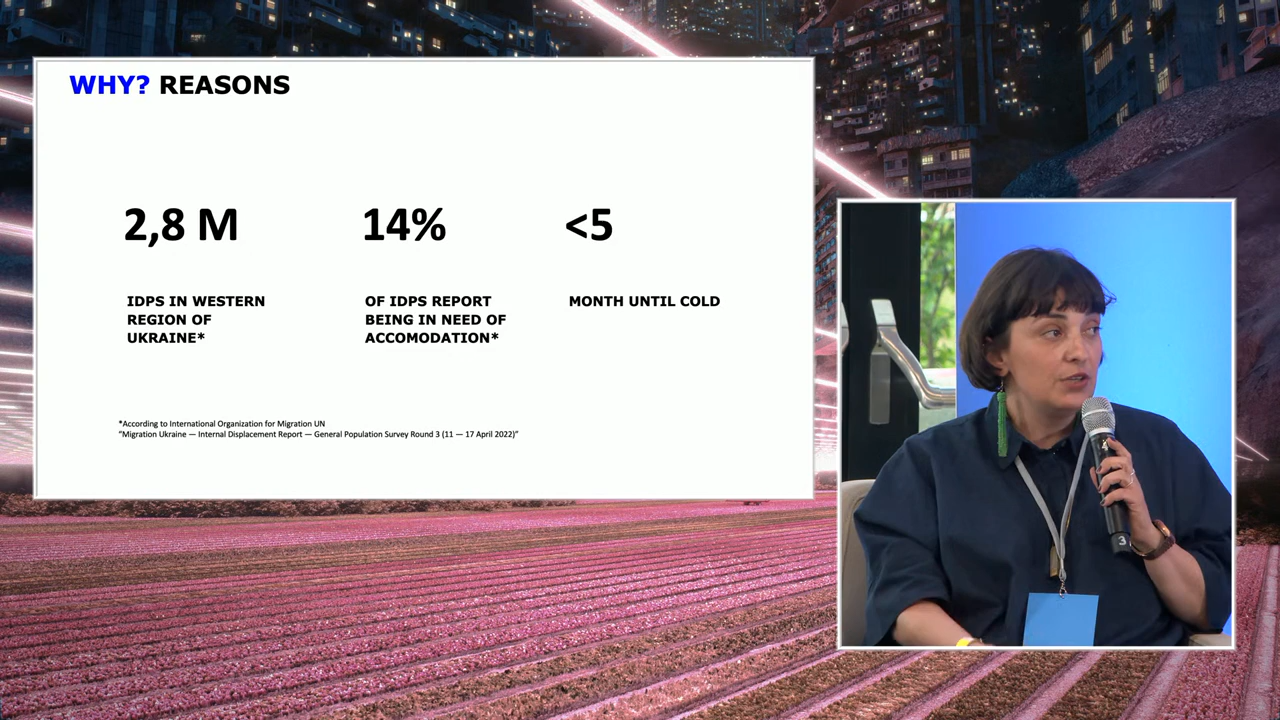 WHY? REASONS
2,8 M
14%
<5
IDPS IN WESTERN
REGION OF
UKRAINE*
OF IDPS REPORT
BEING IN NEED OF
ACCOMODATION*
MONTH UNTIL COLD
*According to International Organization for Migration UN
"Migration Ukraine — Internal Displacement Report — General Population Survey Round 3 (11 — 17 April 2022)"
3